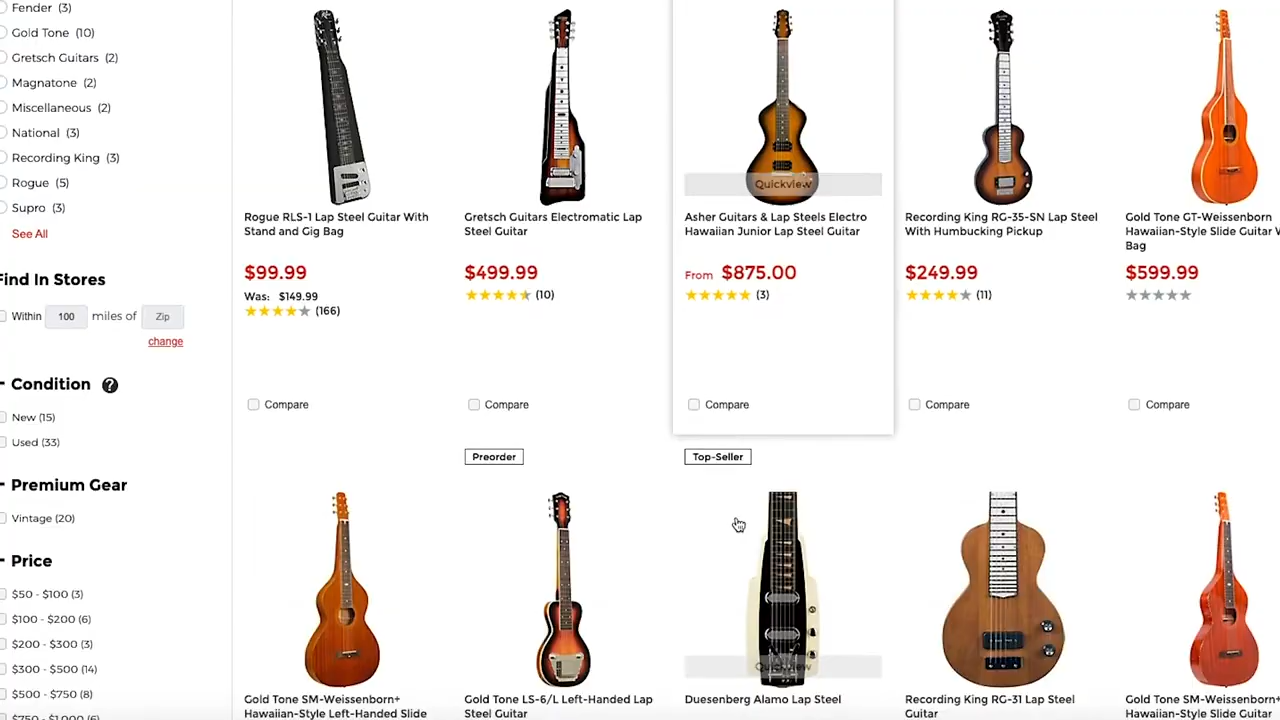 Fender (3)
Gold Tone (10)
Gretsch Guitars (2)
Magnatone (2)
Miscellaneous (2)
National (3)
Recording King (3)
Rogue (5)
Supro (3)
See All
Find In Stores
Within 100 miles of Zip
change
Condition ?
New (15)
Used (33)
Premium Gear
Vintage (20)
Price
$50 - $100 (3)
$100 - $200 (6)
$200 - $300 (3)
$300 - $500 (14)
$500 - $750 (8)
$750 - $1,000 (6)
Rogue RLS-1 Lap Steel Guitar With
Stand and Gig Bag
$99.99
Was: $149.99
(166)
Compare
Gretsch Guitars Electromatic Lap
Steel Guitar
$499.99
(10)
Compare
Quickview
Asher Guitars & Lap Steels Electro
Hawaiian Junior Lap Steel Guitar
From $875.00
(3)
Compare
Recording King RG-35-SN Lap Steel
With Humbucking Pickup
$249.99
(11)
Compare
Gold Tone GT-Weissenborn
Hawaiian-Style Slide Guitar W
Bag
$599.99
Compare
Gold Tone SM-Weissenborn+
Hawaiian-Style Left-Handed Slide
Preorder
Gold Tone LS-6/L Left-Handed Lap
Steel Guitar
Top-Seller
Quickview
Duesenberg Alamo Lap Steel
Recording King RG-31 Lap Steel
Guitar
Gold Tone SM-Weissenborn+
Hawaiian-Style Slide Guitar